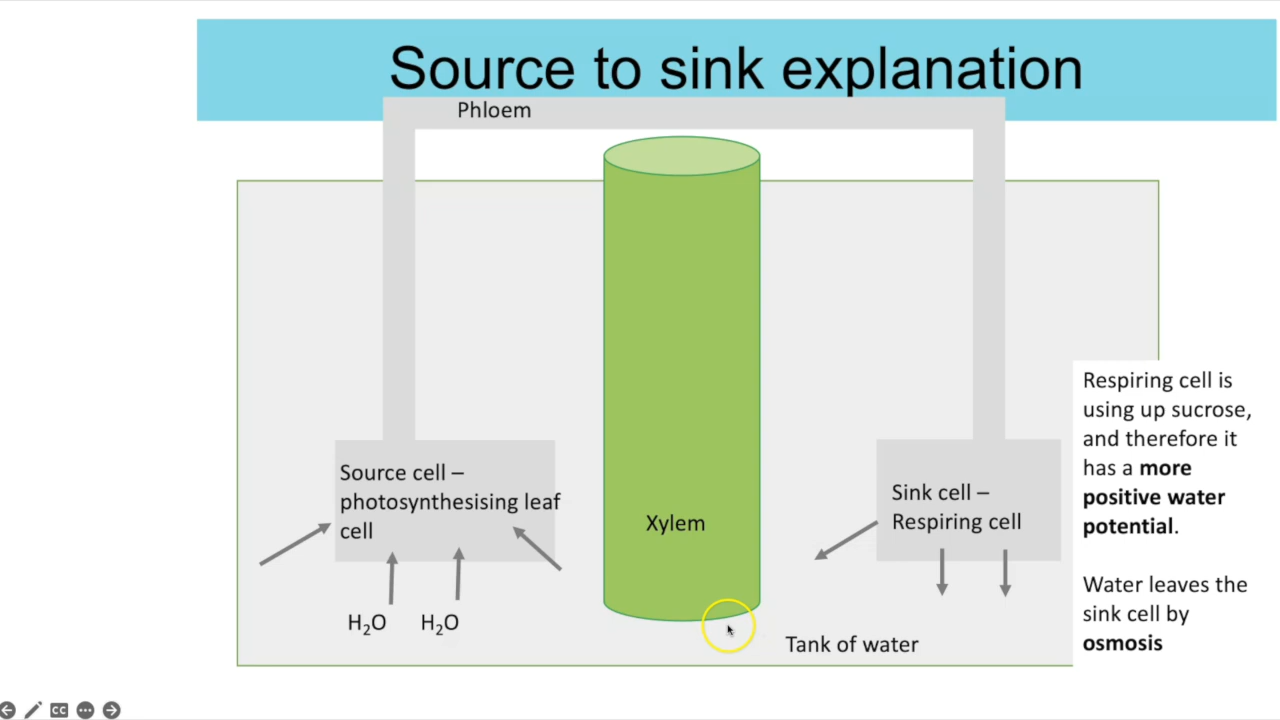 Source to sink explanation
Phloem
Source cell –
photosynthesising leaf
cell
H₂O H₂O
Xylem
Sink cell –
Respiring cell
Tank of water
Respiring cell is
using up sucrose,
and therefore it
has a more
positive water
potential.
Water leaves the
sink cell by
osmosis
CC